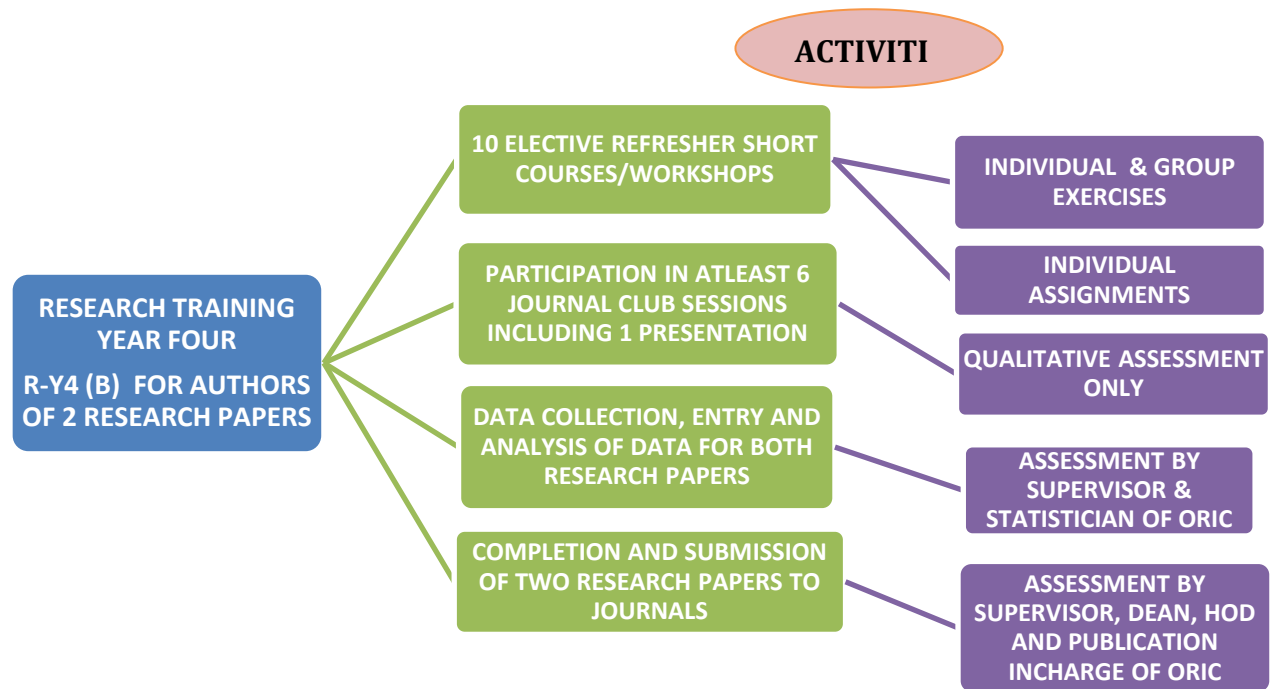 ACTIVITI
10 ELECTIVE REFRESHER SHORT
COURSES/WORKSHOPS
INDIVIDUAL & GROUP
EXERCISES
INDIVIDUAL
ASSIGNMENTS
RESEARCH TRAINING
YEAR FOUR
R-Y4 (B) FOR AUTHORS
OF 2 RESEARCH PAPERS
PARTICIPATION IN ATLEAST 6
JOURNAL CLUB SESSIONS
INCLUDING 1 PRESENTATION
QUALITATIVE ASSESSMENT
ONLY
DATA COLLECTION, ENTRY AND
ANALYSIS OF DATA FOR BOTH
RESEARCH PAPERS
ASSESSMENT BY
SUPERVISOR &
STATISTICIAN OF ORIC
COMPLETION AND SUBMISSION
OF TWO RESEARCH PAPERS TO
JOURNALS
ASSESSMENT BY
SUPERVISOR, DEAN, HOD
AND PUBLICATION
INCHARGE OF ORIC